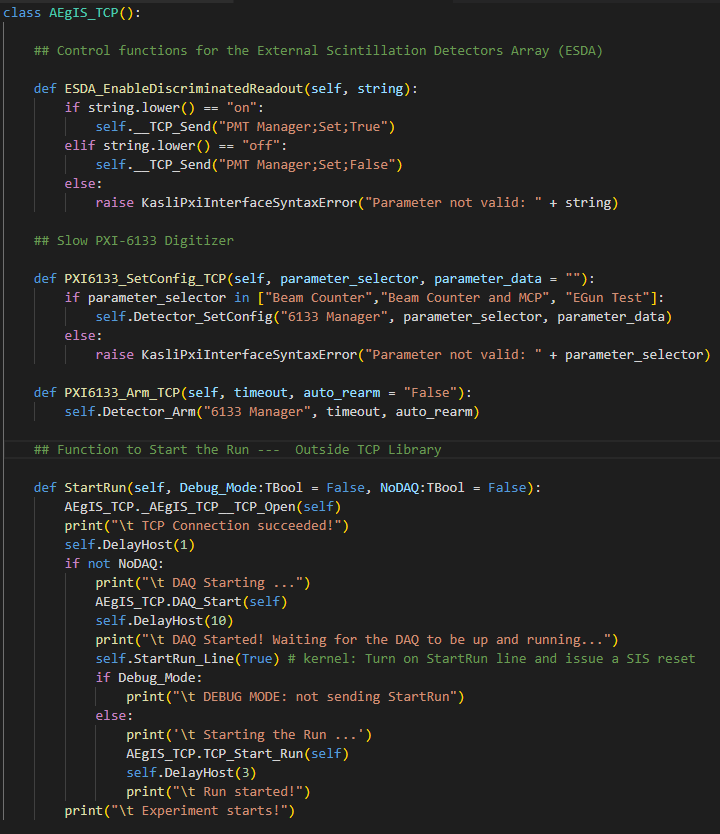 class AEgIS_TCP():
## Control functions for the External Scintillation Detectors Array (ESDA)
def ESDA_EnableDiscriminatedReadout(self, string):
if string.lower() == "on":
self.__TCP_Send("PMT Manager;Set;True")
elif string.lower() == "off":
self.__TCP_Send("PMT Manager;Set;False")
else:
raise KasliPxiInterfaceSyntaxError("Parameter not valid: " + string)
## Slow PXI-6133 Digitizer
def PXI6133_SetConfig_TCP(self, parameter_selector, parameter_data = ""):
if parameter_selector in ["Beam Counter","Beam Counter and MCP", "EGun Test"]:
self.Detector_SetConfig("6133 Manager", parameter_selector, parameter_data)
else:
raise KasliPxiInterfaceSyntaxError("Parameter not valid: " + parameter_selector)
def PXI6133_Arm_TCP(self, timeout, auto_rearm = "False"):
self.Detector_Arm("6133 Manager", timeout, auto_rearm)
## Function to Start the Run ---  Outside TCP Library
def StartRun(self, Debug_Mode:TBool = False, NoDAQ:TBool = False):
AEgIS_TCP._AEgIS_TCP__TCP_Open(self)
print("\t TCP Connection succeeded!")
self.DelayHost(1)
if not NoDAQ:
print("\t DAQ Starting ...")
AEgIS_TCP.DAQ_Start(self)
self.DelayHost(10)
print("\t DAQ Started! Waiting for the DAQ to be up and running...")
self.StartRun_Line(True) # kernel: Turn on StartRun line and issue a SIS reset
if Debug_Mode:
print("\t DEBUG MODE: not sending StartRun")
else:
print('\t Starting the Run ...')
AEgIS_TCP.TCP_Start_Run(self)
self.DelayHost(3)
print("\t Run started!")
print("\t Experiment starts!")